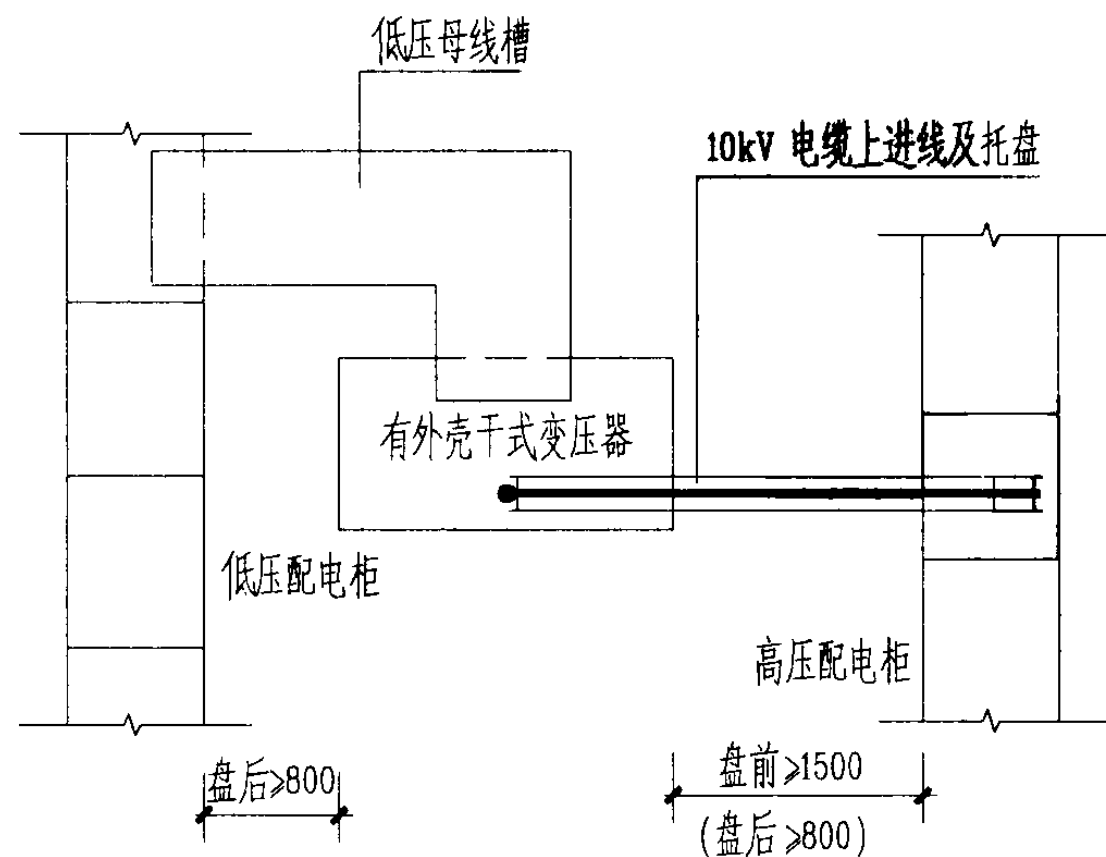 低压母线槽
10kV 电缆上进线及托盘
有外壳干式变压器
低压配电柜
高压配电柜
盘后≥800
盘前≥1500
(盘后≥800)